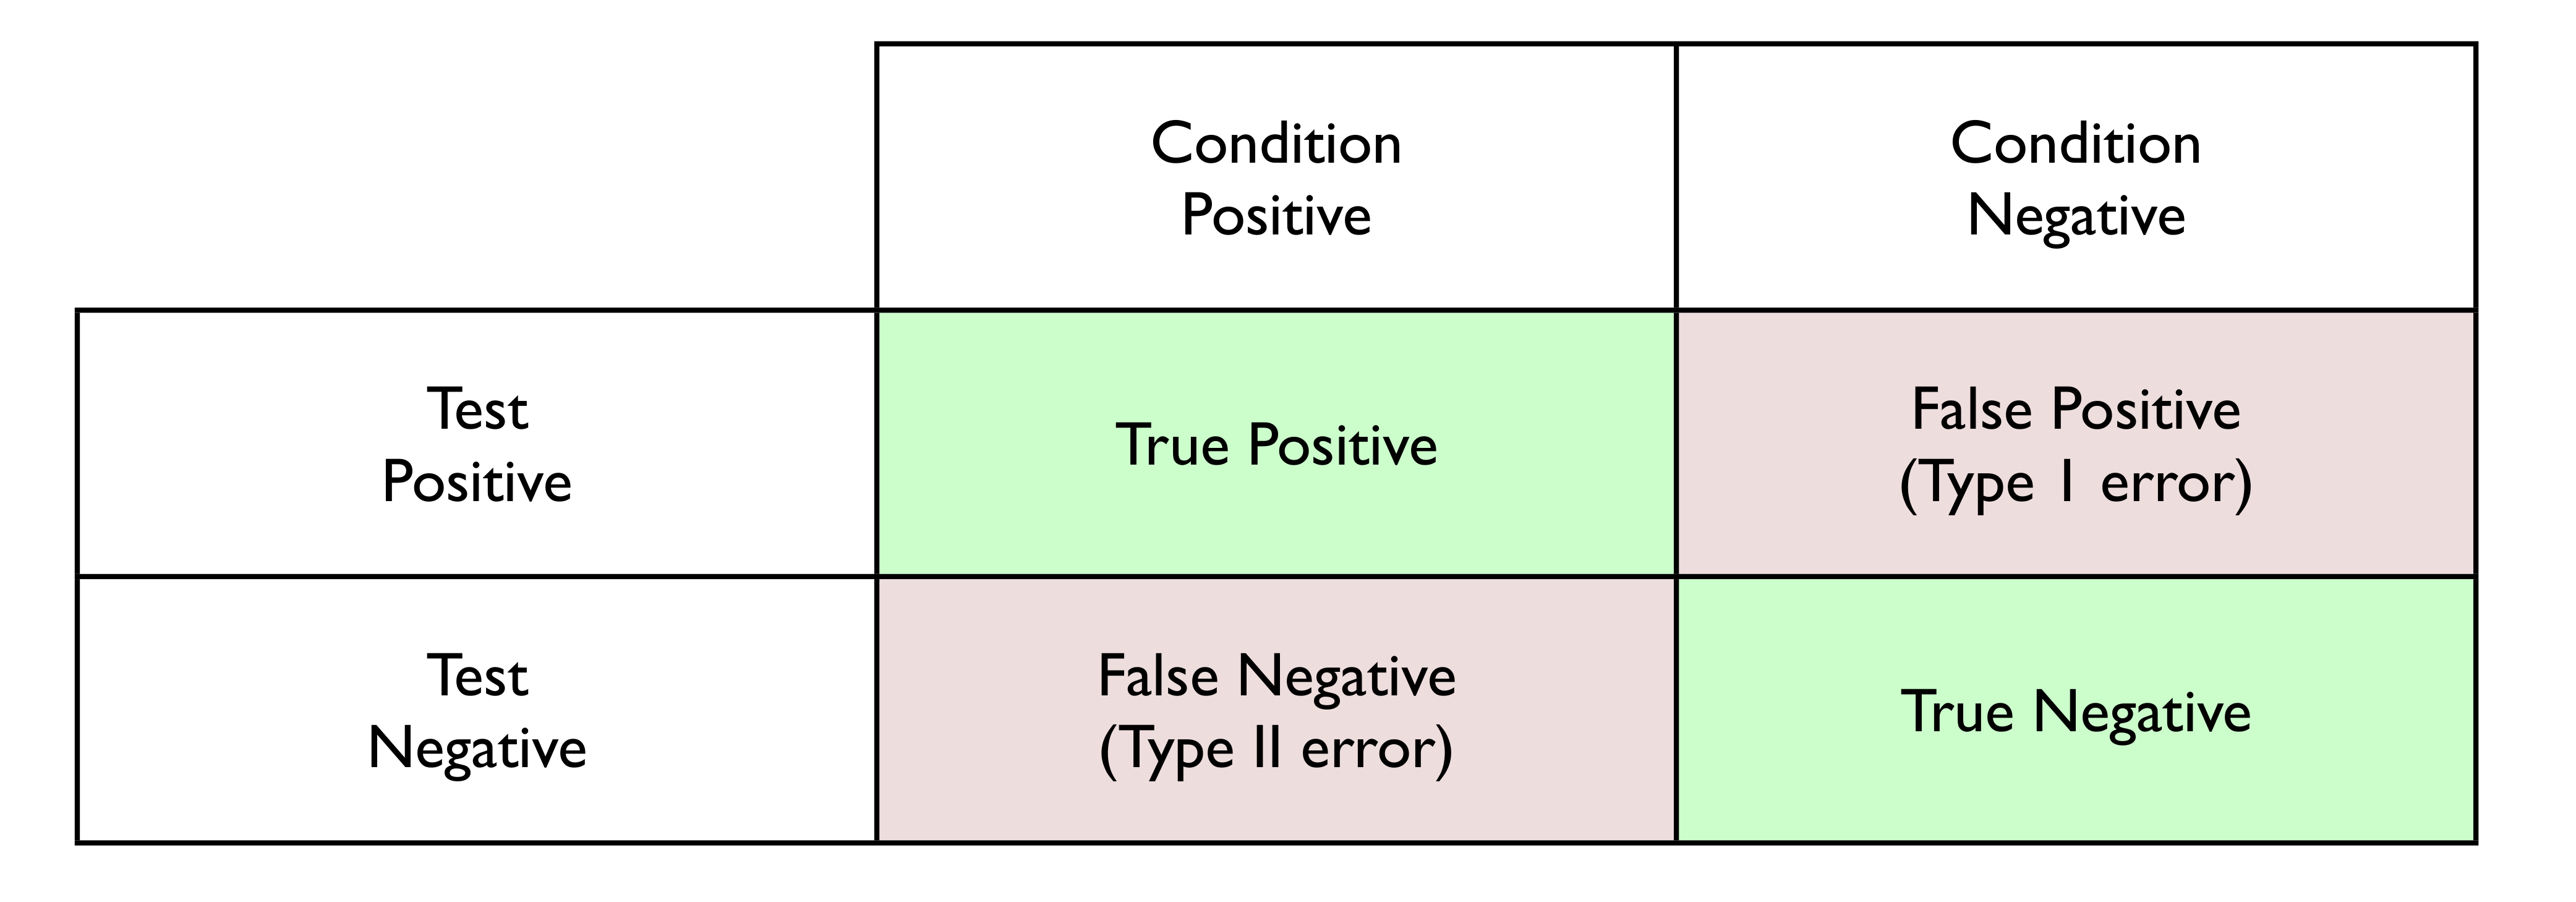 Condition
Positive
Condition
Negative
Test
Positive
True Positive
False Positive
(Type I error)
Test
Negative
False Negative
(Type II error)
True Negative